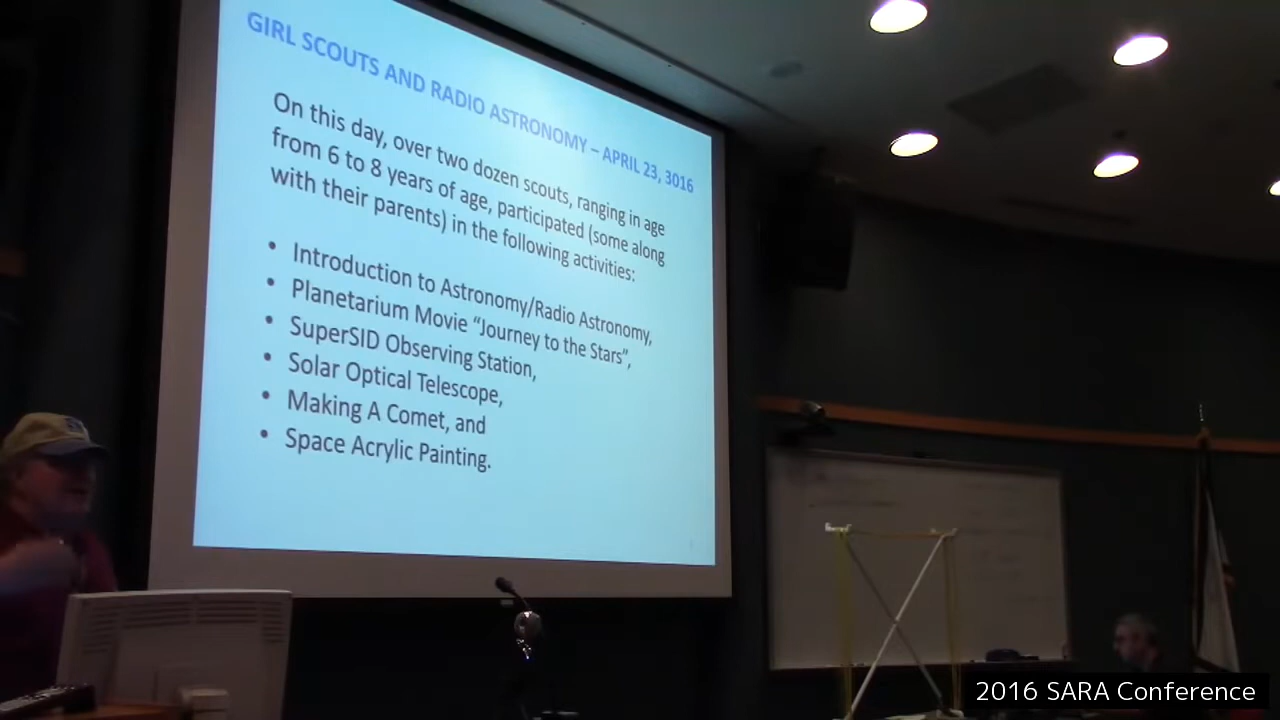 GIRL SCOUTS AND RADIO ASTRONOMY – APRIL 23, 3016
On this day, over two dozen scouts, ranging in age
from 6 to 8 years of age, participated (some along
with their parents) in the following activities:
• Introduction to Astronomy/Radio Astronomy,
• Planetarium Movie “Journey to the Stars”,
• SuperSID Observing Station,
• Solar Optical Telescope,
• Making A Comet, and
• Space Acrylic Painting.
2016 SARA Conference